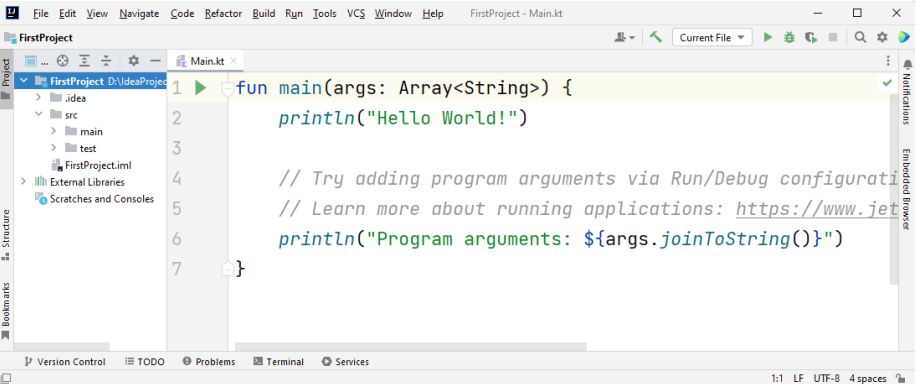 File Edit View Navigate Code Refactor Build Run Tools VCS Window Help FirstProject - Main.kt
FirstProject Current File
Project ... Main.kt
FirstProject D:\IdeaProjec
.idea
src
main
test
FirstProject.iml
External Libraries
Scratches and Consoles
1 fun main(args: Array<String>) {
2 println("Hello World!")
3
4 // Try adding program arguments via Run/Debug configurati
5 // Learn more about running applications: https://www.jet
6 println("Program arguments: ${args.joinToString()}")
7 }
Notifications
Embedded Browser
Structure
Bookmarks
Version Control TODO Problems Terminal Services
1:1 LF UTF-8 4 spaces